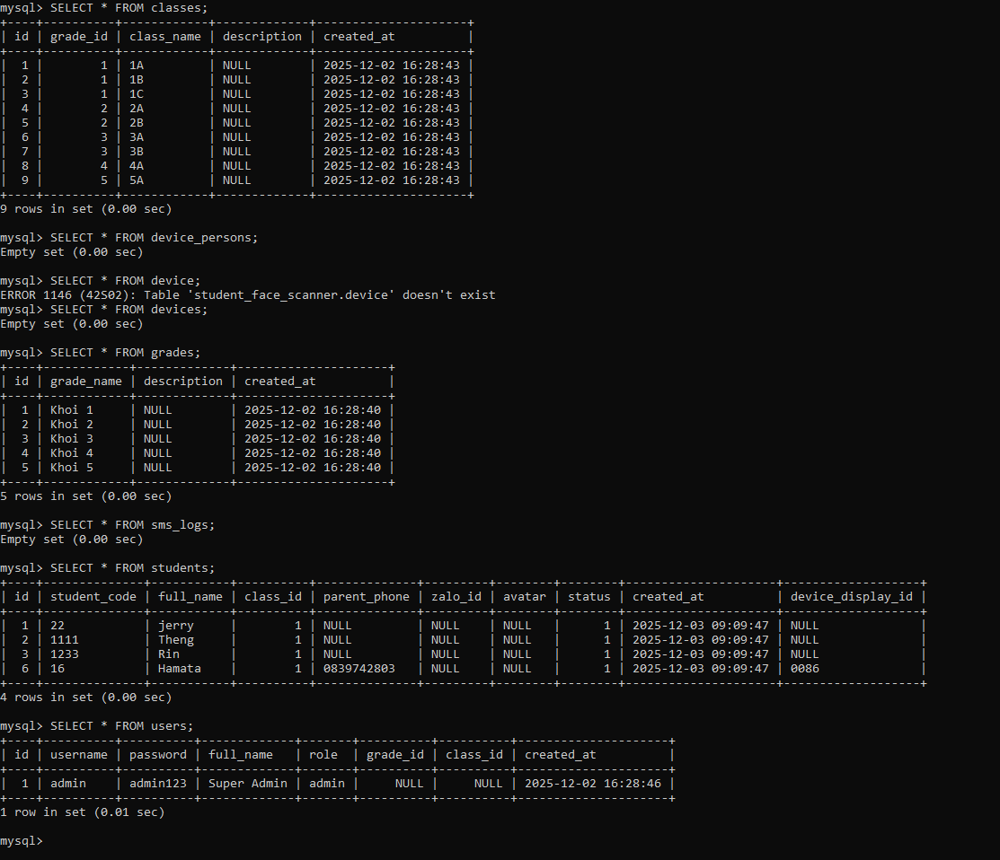 mysql> SELECT * FROM classes;
+----+----------+------------+-------------+---------------------+
| id | grade_id | class_name | description | created_at          |
+----+----------+------------+-------------+---------------------+
|  1 |        1 | 1A         | NULL        | 2025-12-02 16:28:43 |
|  2 |        1 | 1B         | NULL        | 2025-12-02 16:28:43 |
|  3 |        1 | 1C         | NULL        | 2025-12-02 16:28:43 |
|  4 |        2 | 2A         | NULL        | 2025-12-02 16:28:43 |
|  5 |        2 | 2B         | NULL        | 2025-12-02 16:28:43 |
|  6 |        3 | 3A         | NULL        | 2025-12-02 16:28:43 |
|  7 |        3 | 3B         | NULL        | 2025-12-02 16:28:43 |
|  8 |        4 | 4A         | NULL        | 2025-12-02 16:28:43 |
|  9 |        5 | 5A         | NULL        | 2025-12-02 16:28:43 |
+----+----------+------------+-------------+---------------------+
9 rows in set (0.00 sec)

mysql> SELECT * FROM device_persons;
Empty set (0.00 sec)

mysql> SELECT * FROM device;
ERROR 1146 (42S02): Table 'student_face_scanner.device' doesn't exist
mysql> SELECT * FROM devices;
Empty set (0.00 sec)

mysql> SELECT * FROM grades;
+----+------------+-------------+---------------------+
| id | grade_name | description | created_at          |
+----+------------+-------------+---------------------+
|  1 | Khoi 1     | NULL        | 2025-12-02 16:28:40 |
|  2 | Khoi 2     | NULL        | 2025-12-02 16:28:40 |
|  3 | Khoi 3     | NULL        | 2025-12-02 16:28:40 |
|  4 | Khoi 4     | NULL        | 2025-12-02 16:28:40 |
|  5 | Khoi 5     | NULL        | 2025-12-02 16:28:40 |
+----+------------+-------------+---------------------+
5 rows in set (0.00 sec)

mysql> SELECT * FROM sms_logs;
Empty set (0.00 sec)

mysql> SELECT * FROM students;
+----+--------------+-----------+----------+--------------+---------+--------+--------+---------------------+-------------------+
| id | student_code | full_name | class_id | parent_phone | zalo_id | avatar | status | created_at          | device_display_id |
+----+--------------+-----------+----------+--------------+---------+--------+--------+---------------------+-------------------+
|  1 | 22           | jerry     |        1 | NULL         | NULL    | NULL   |      1 | 2025-12-03 09:09:47 | NULL              |
|  2 | 1111         | Theng     |        1 | NULL         | NULL    | NULL   |      1 | 2025-12-03 09:09:47 | NULL              |
|  3 | 1233         | Rin       |        1 | NULL         | NULL    | NULL   |      1 | 2025-12-03 09:09:47 | NULL              |
|  6 | 16           | Hamata    |        1 | 0839742803   | NULL    | NULL   |      1 | 2025-12-03 09:09:47 | 0086              |
+----+--------------+-----------+----------+--------------+---------+--------+--------+---------------------+-------------------+
4 rows in set (0.00 sec)

mysql> SELECT * FROM users;
+----+----------+----------+-------------+-------+----------+----------+---------------------+
| id | username | password | full_name   | role  | grade_id | class_id | created_at          |
+----+----------+----------+-------------+-------+----------+----------+---------------------+
|  1 | admin    | admin123 | Super Admin | admin |     NULL |     NULL | 2025-12-02 16:28:46 |
+----+----------+----------+-------------+-------+----------+----------+---------------------+
1 row in set (0.01 sec)

mysql>